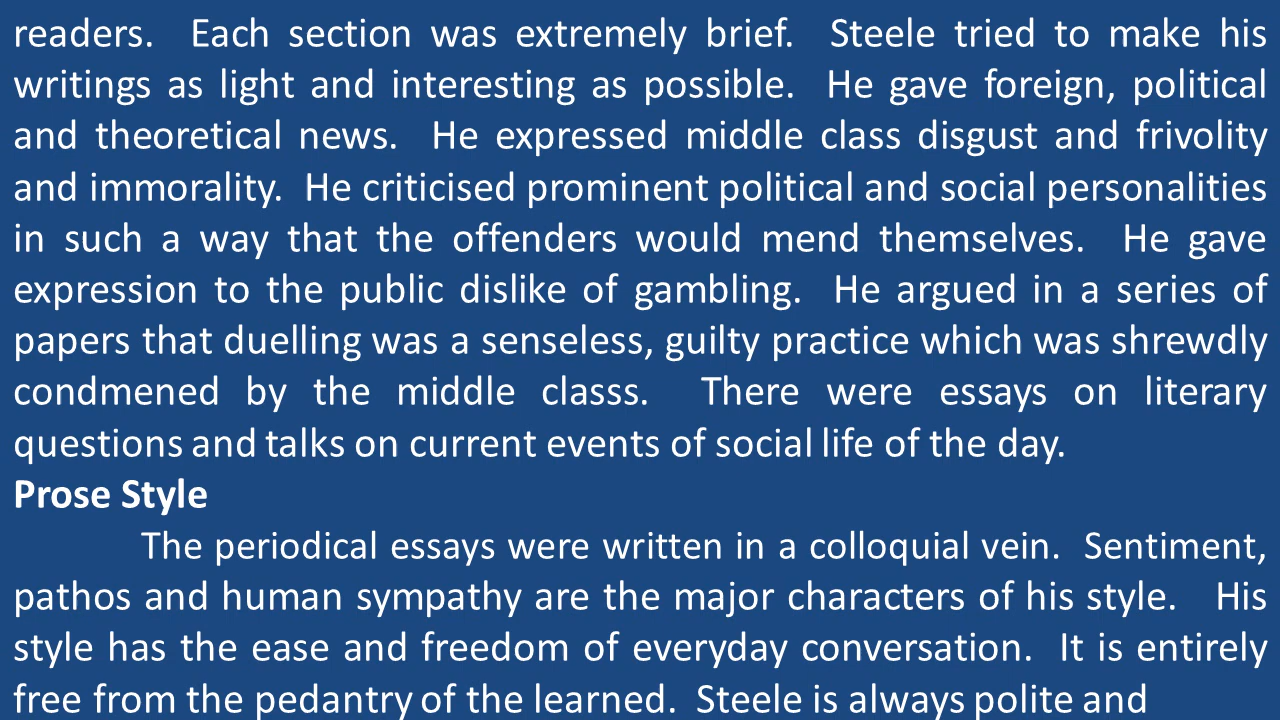 readers. Each section was extremely brief. Steele tried to make his
writings as light and interesting as possible. He gave foreign, political
and theoretical news. He expressed middle class disgust and frivolity
and immorality. He criticised prominent political and social personalities
in such a way that the offenders would mend themselves. He gave
expression to the public dislike of gambling. He argued in a series of
papers that duelling was a senseless, guilty practice which was shrewdly
condmened by the middle classs. There were essays on literary
questions and talks on current events of social life of the day.
Prose Style
The periodical essays were written in a colloquial vein. Sentiment,
pathos and human sympathy are the major characters of his style. His
style has the ease and freedom of everyday conversation. It is entirely
free from the pedantry of the learned. Steele is always polite and